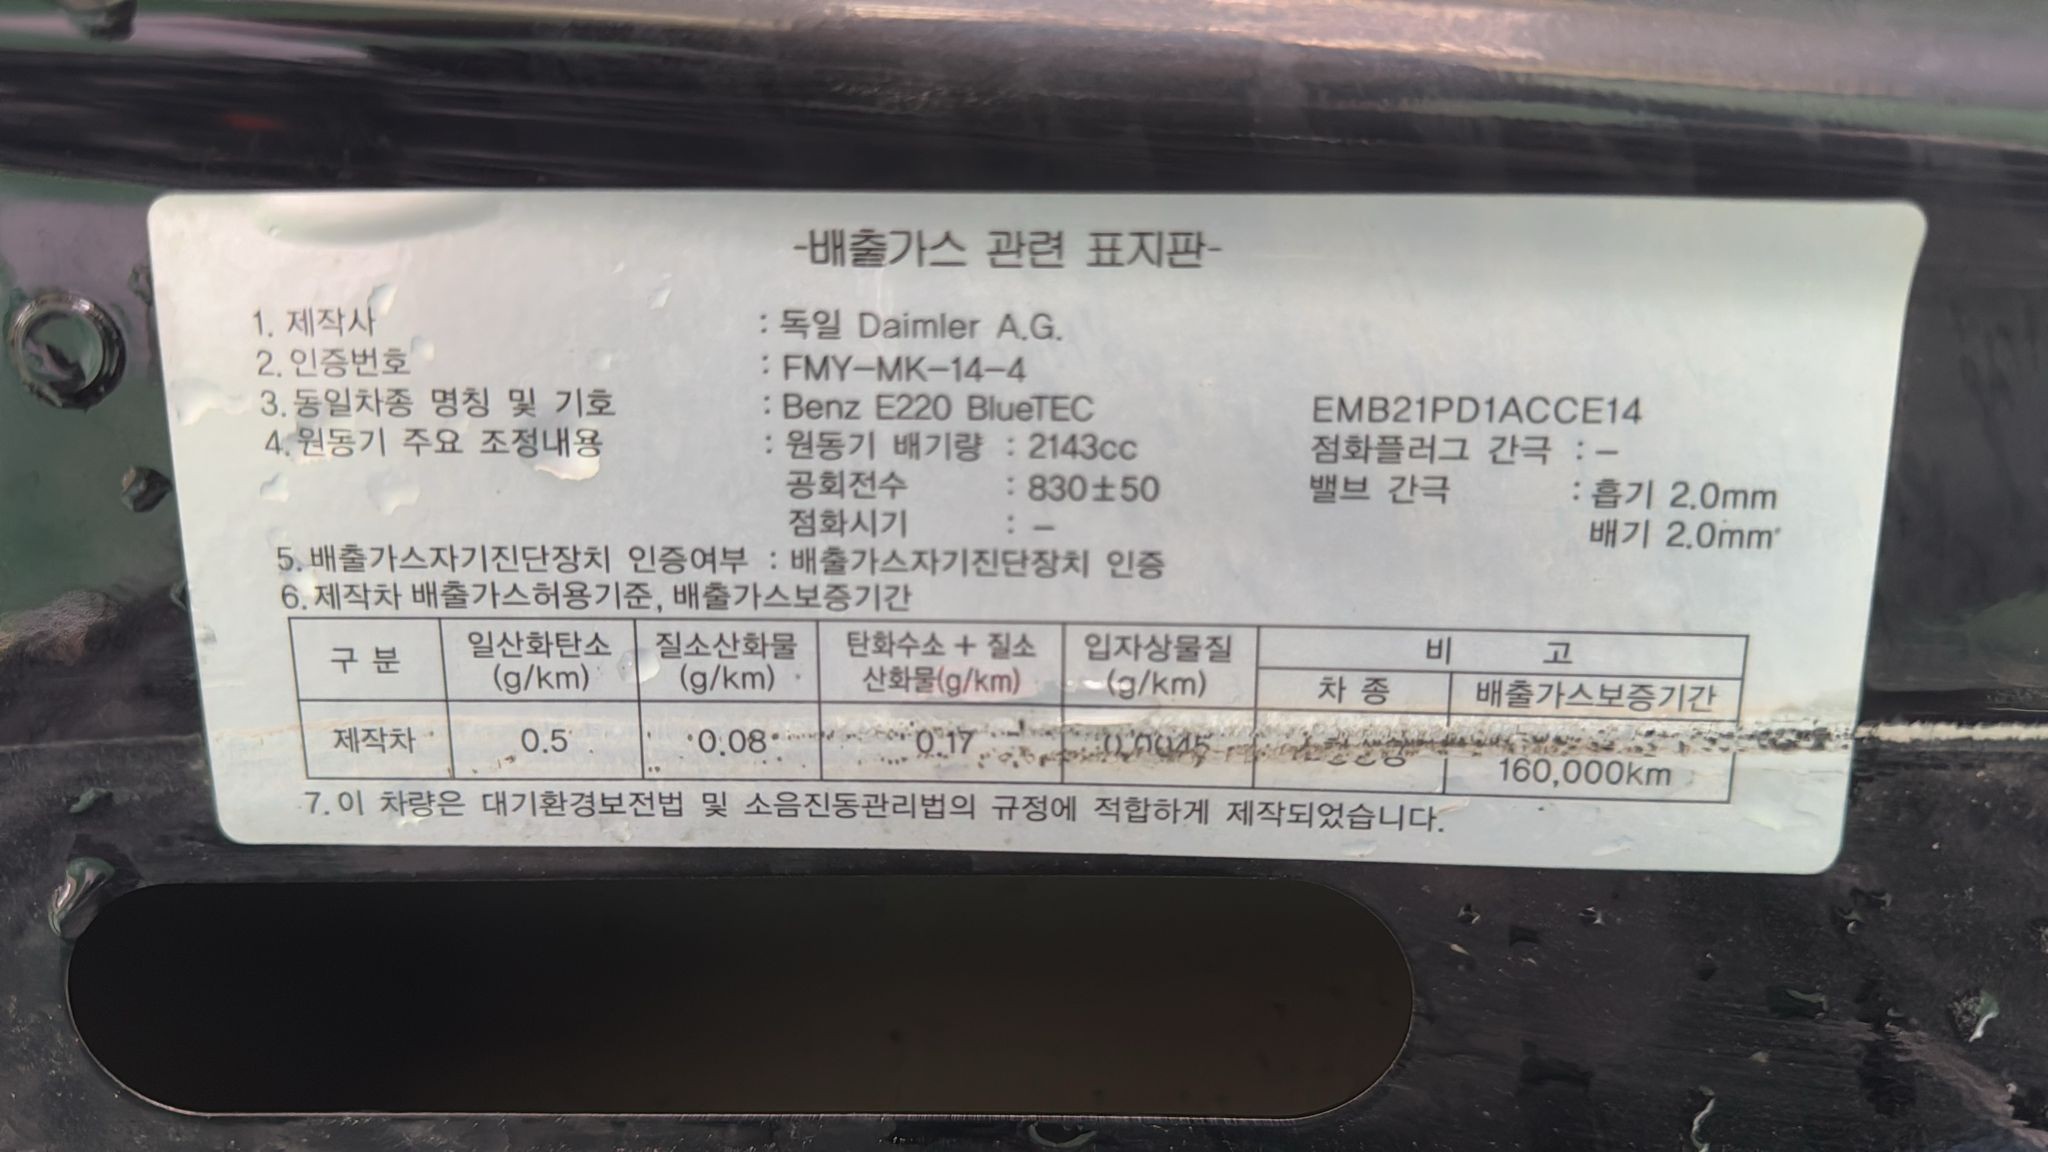 -배출가스 관련 표지판-
1. 제작사 : 독일 Daimler A.G.
2. 인증번호 : FMY-MK-14-4
3. 동일차종 명칭 및 기호 : Benz E220 BlueTEC EMB21PD1ACCE14
4. 원동기 주요 조정내용 : 원동기 배기량 : 2143cc 점화플러그 간극 : -
공회전수 : 830±50 밸브 간극 : 흡기 2.0mm
점화시기 : - 배기 2.0mm
5. 배출가스자기진단장치 인증여부 : 배출가스자기진단장치 인증
6. 제작차 배출가스허용기준, 배출가스보증기간
구 분 일산화탄소 (g/km) 질소산화물 (g/km) 탄화수소 + 질소 산화물(g/km) 입자상물질 (g/km) 비 고
차 종 배출가스보증기간
제작차 0.5 0.08 0.17 0.0045
160,000km
7. 이 차량은 대기환경보전법 및 소음진동관리법의 규정에 적합하게 제작되었습니다.